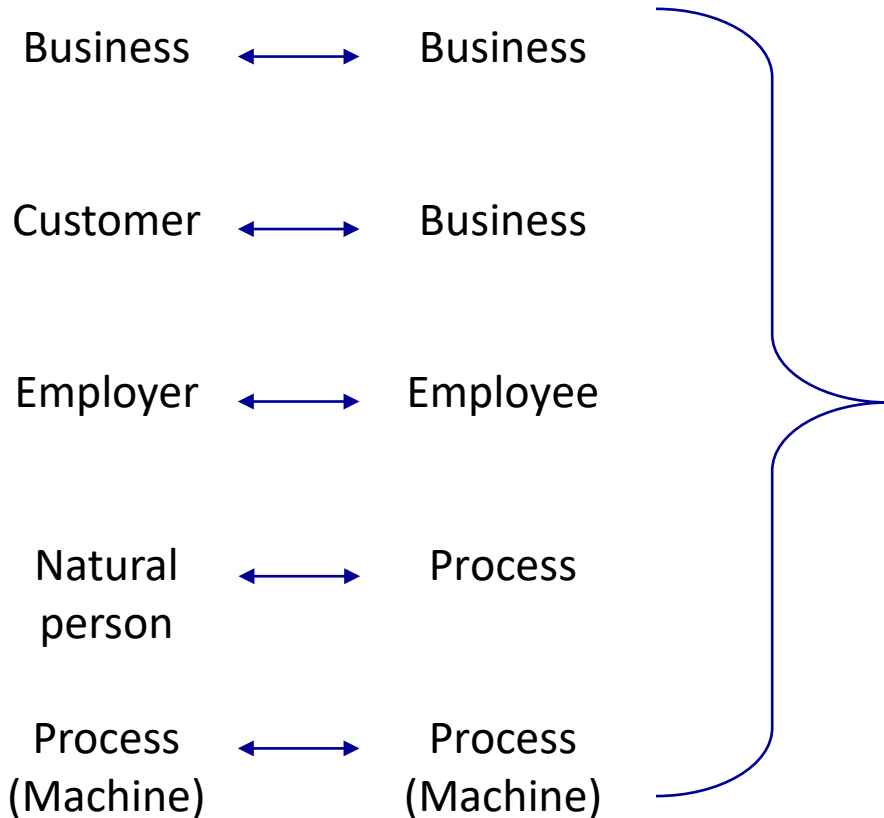 Business Business
Customer Business
Employer Employee
Natural Process
person
Process Process
(Machine) (Machine)